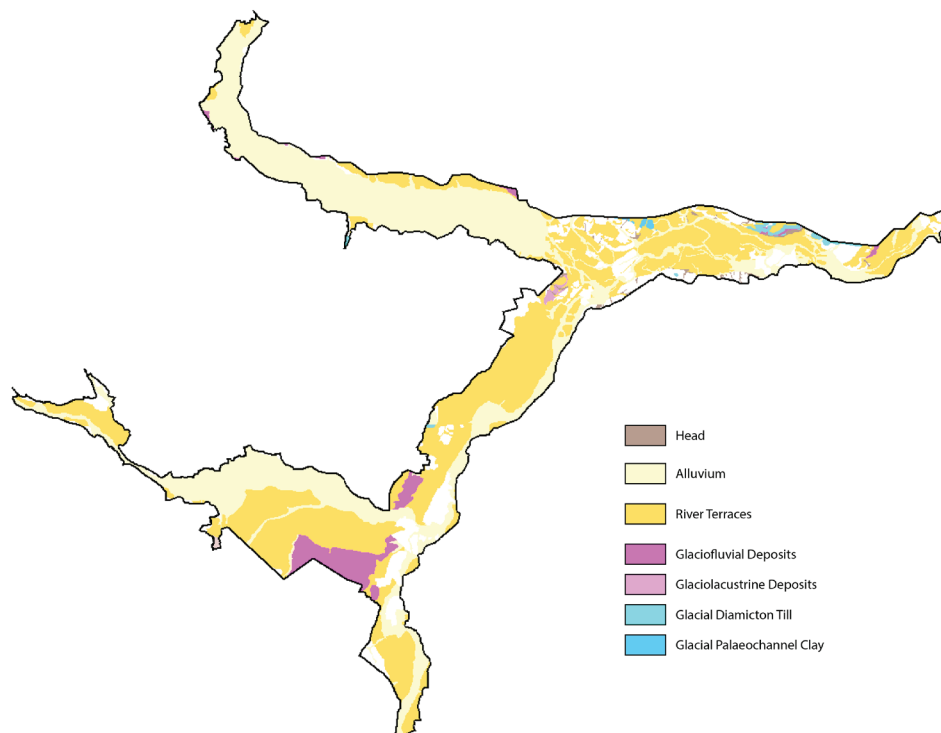 Head
Alluvium
River Terraces
Glaciofluvial Deposits
Glaciolacustrine Deposits
Glacial Diamicton Till
Glacial Palaeochannel Clay